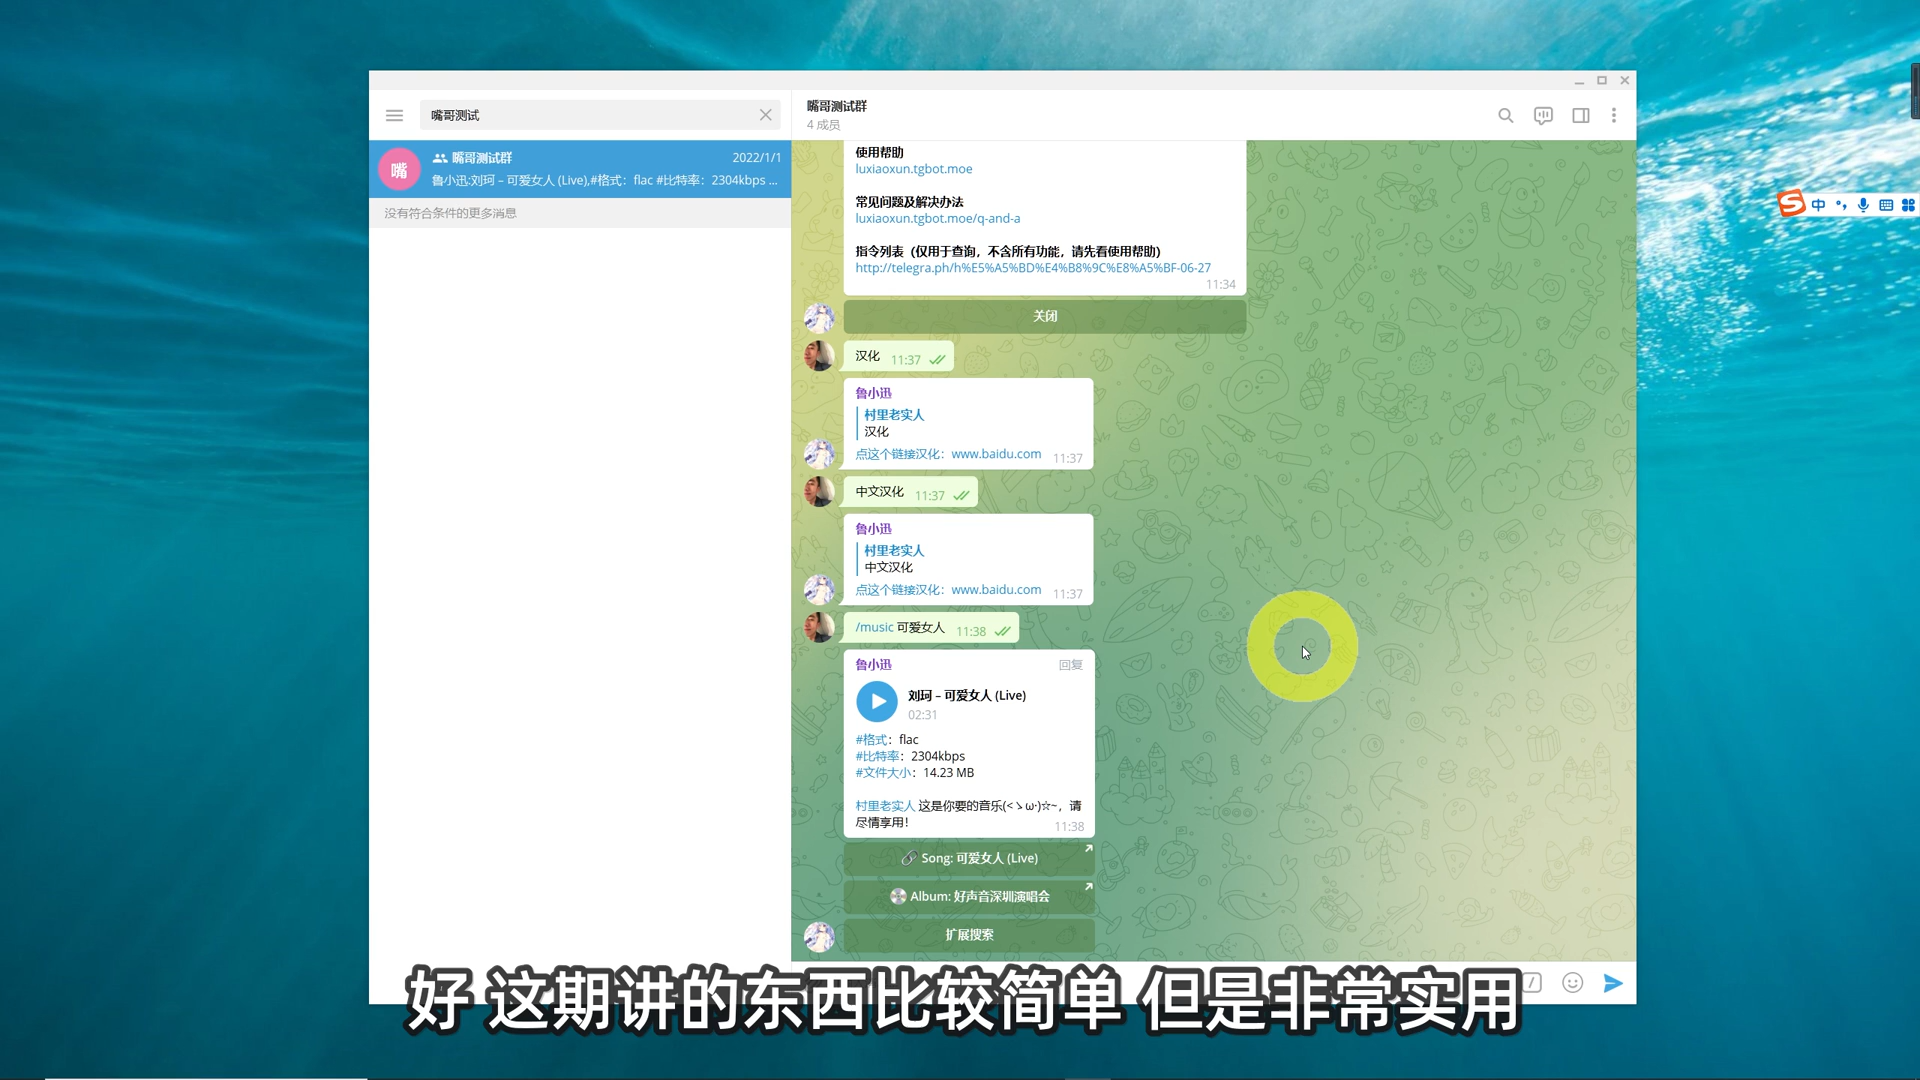 嘴哥测试
嘴哥测试群
4 成员
嘴
嘴哥测试群
2022/1/1
鲁小迅:刘珂 – 可爱女人 (Live),#格式：flac #比特率：2304kbps ...
没有符合条件的更多消息
使用帮助
luxiaoxun.tgbot.moe
常见问题及解决办法
luxiaoxun.tgbot.moe/q-and-a
指令列表（仅用于查询，不含所有功能，请先看使用帮助）
http://telegra.ph/h%E5%A5%BD%E4%B8%9C%E8%A5%BF-06-27
11:34
关闭
汉化 11:37
鲁小迅
村里老实人
汉化
点这个链接汉化：www.baidu.com 11:37
中文汉化 11:37
鲁小迅
村里老实人
中文汉化
点这个链接汉化：www.baidu.com 11:37
/music 可爱女人 11:38
鲁小迅 回复
刘珂 – 可爱女人 (Live)
02:31
#格式：flac
#比特率：2304kbps
#文件大小：14.23 MB
村里老实人 这是你要的音乐(<ゝω·)☆~，请
尽情享用！
11:38
Song: 可爱女人 (Live)
Album: 好声音深圳演唱会
扩展搜索
中
好 这期讲的东西比较简单 但是非常实用